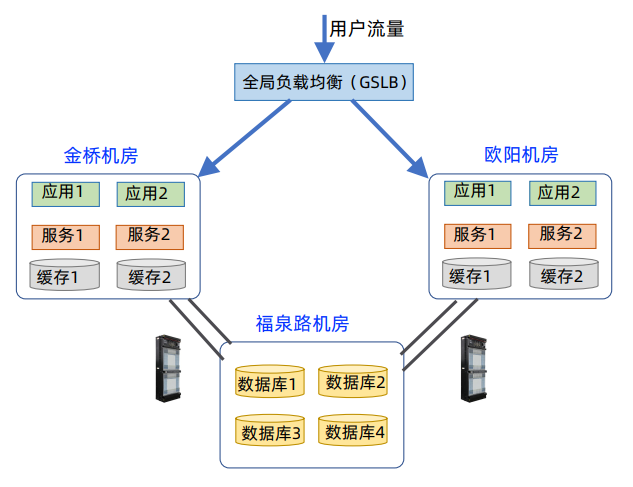 用户流量
全局负载均衡（GSLB）
金桥机房
欧阳机房
应用1
应用2
服务1
服务2
缓存1
缓存2
应用1
应用2
服务1
服务2
缓存1
缓存2
福泉路机房
数据库1
数据库2
数据库3
数据库4